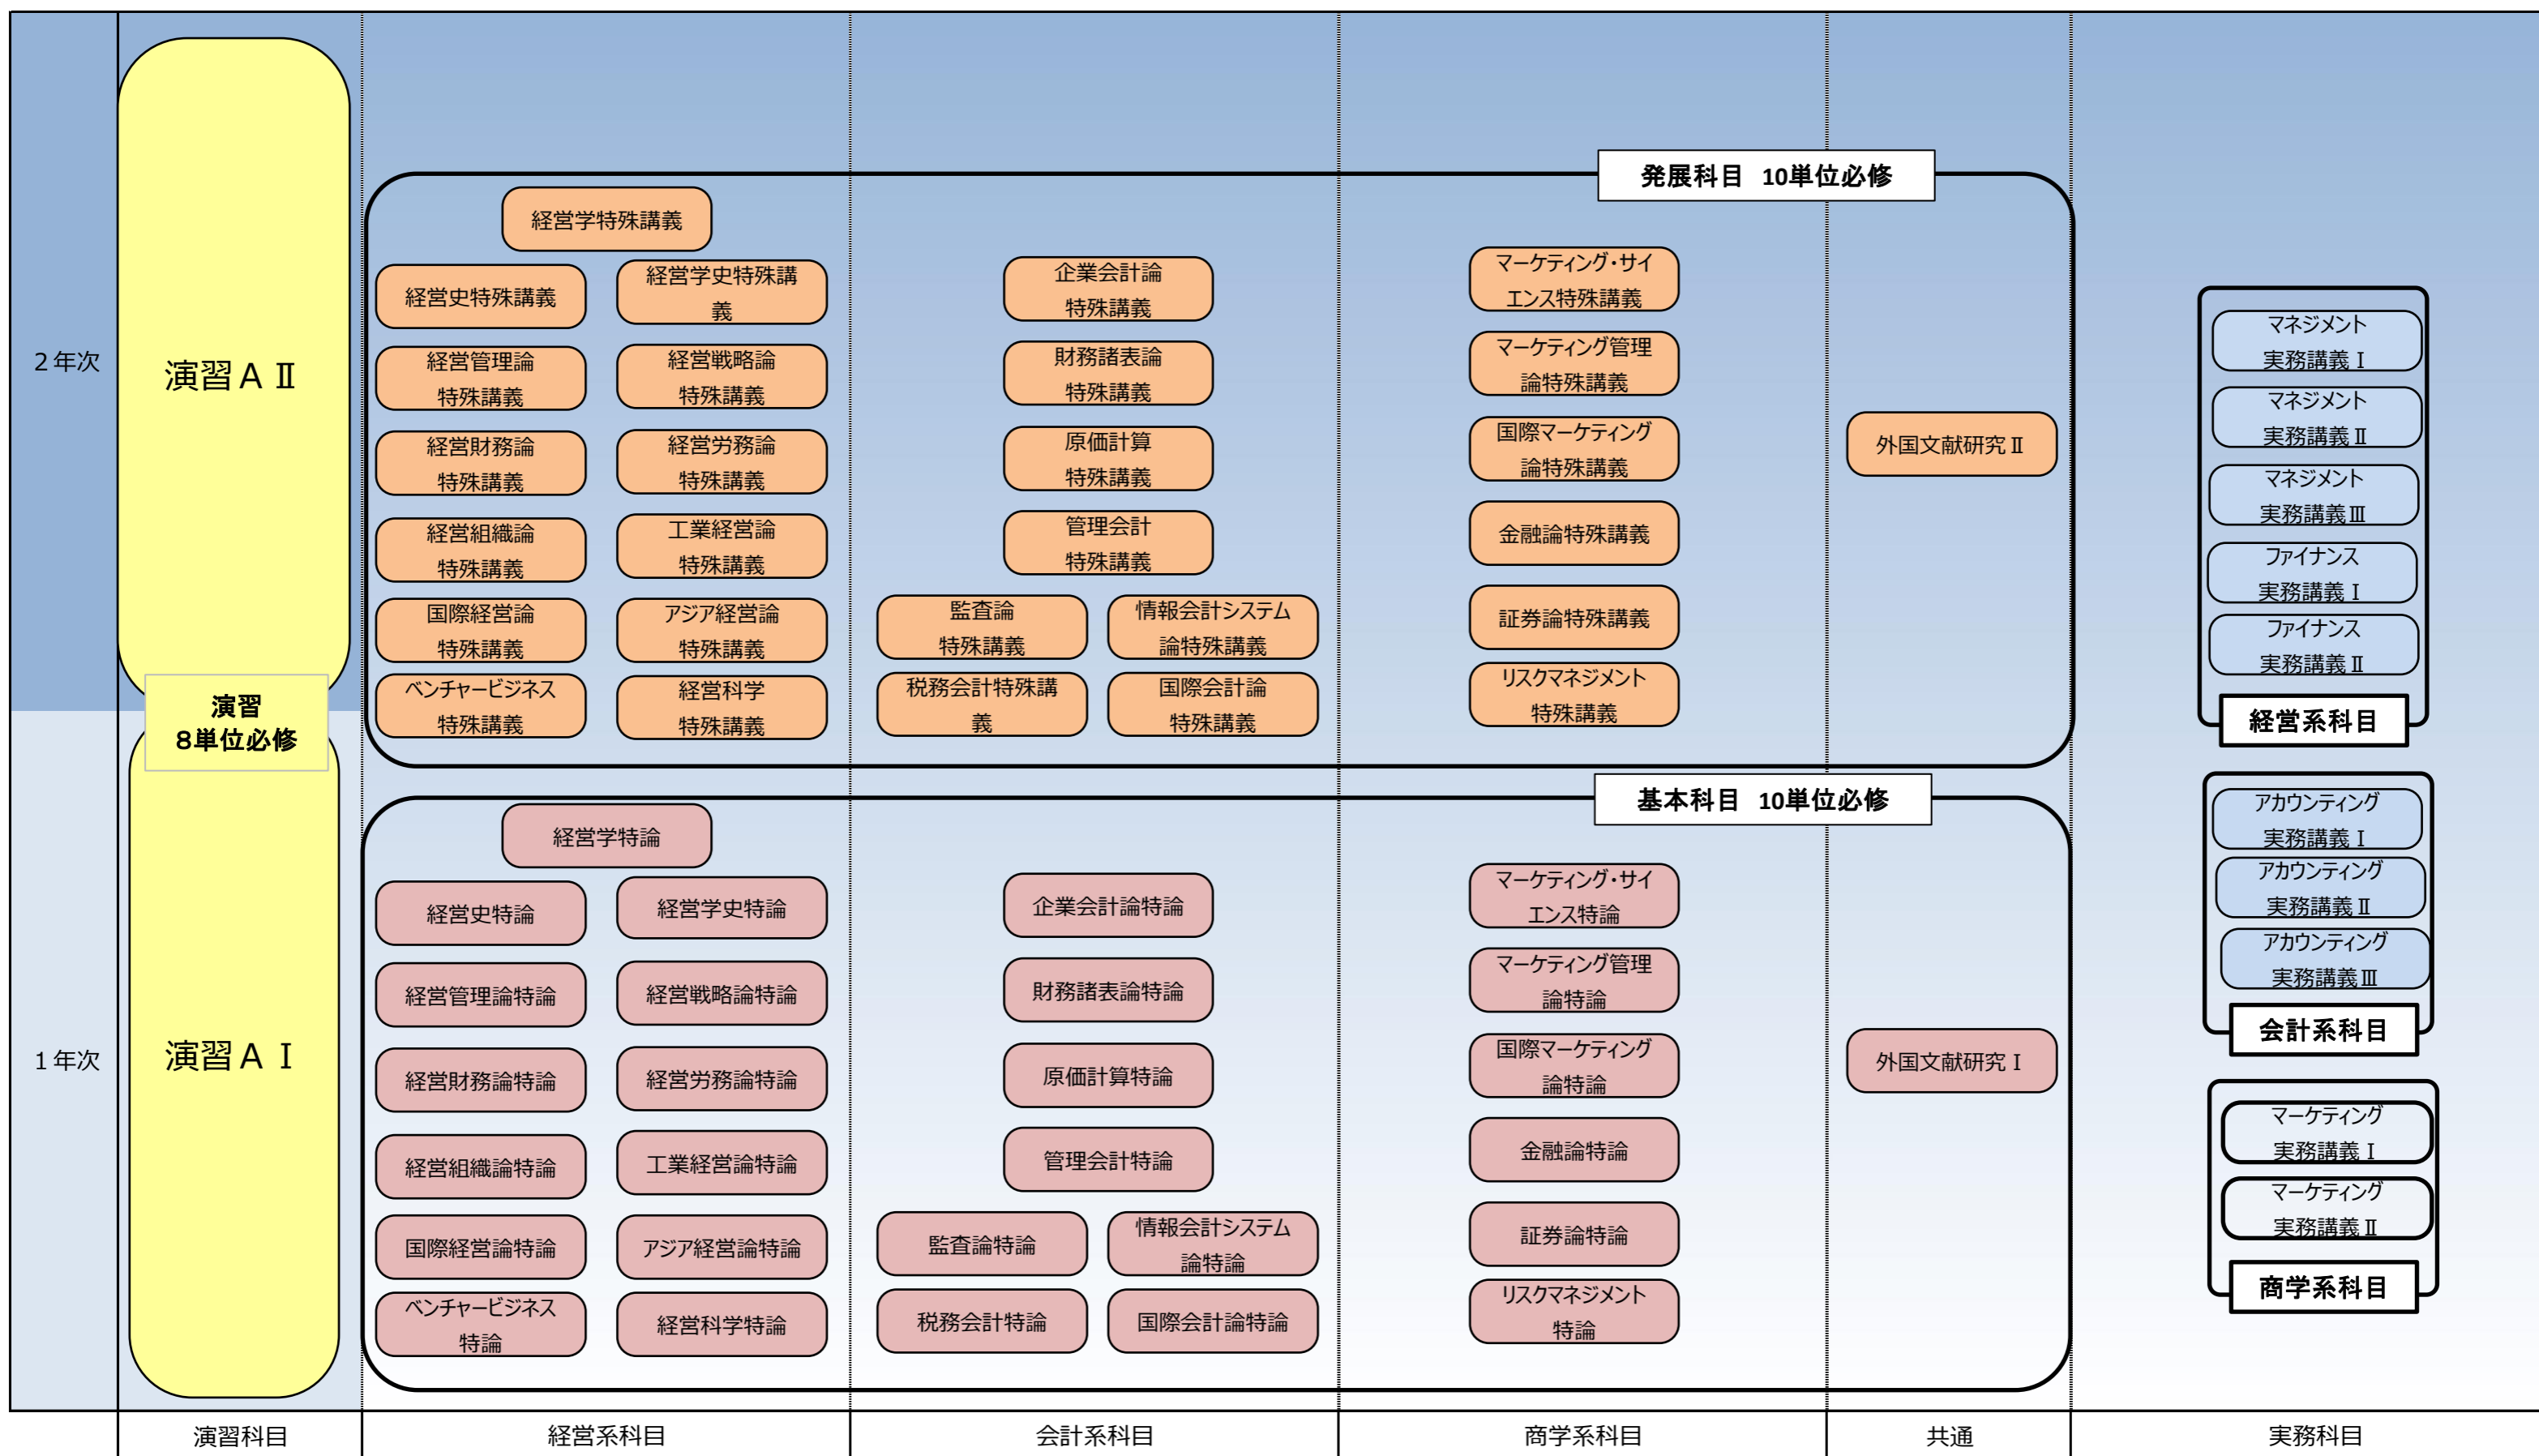 ２年次
演習ＡⅡ
演習
８単位必修
１年次
演習ＡⅠ
発展科目 10単位必修
経営学特殊講義
経営史特殊講義
経営学史特殊講
義
経営管理論
特殊講義
経営戦略論
特殊講義
経営財務論
特殊講義
経営労務論
特殊講義
経営組織論
特殊講義
工業経営論
特殊講義
国際経営論
特殊講義
アジア経営論
特殊講義
ベンチャービジネス
特殊講義
経営科学
特殊講義
企業会計論
特殊講義
財務諸表論
特殊講義
原価計算
特殊講義
管理会計
特殊講義
監査論
特殊講義
情報会計システム
論特殊講義
税務会計特殊講
義
国際会計論
特殊講義
マーケティング・サイ
エンス特殊講義
マーケティング管理
論特殊講義
国際マーケティング
論特殊講義
金融論特殊講義
証券論特殊講義
リスクマネジメント
特殊講義
外国文献研究Ⅱ
基本科目 10単位必修
経営学特論
経営史特論
経営学史特論
経営管理論特論
経営戦略論特論
経営財務論特論
経営労務論特論
経営組織論特論
工業経営論特論
国際経営論特論
アジア経営論特論
ベンチャービジネス
特論
経営科学特論
企業会計論特論
財務諸表論特論
原価計算特論
管理会計特論
監査論特論
情報会計システム
論特論
税務会計特論
国際会計論特論
マーケティング・サイ
エンス特論
マーケティング管理
論特論
国際マーケティング
論特論
金融論特論
証券論特論
リスクマネジメント
特論
外国文献研究Ⅰ
マネジメント
実務講義Ⅰ
マネジメント
実務講義Ⅱ
マネジメント
実務講義Ⅲ
ファイナンス
実務講義Ⅰ
ファイナンス
実務講義Ⅱ
経営系科目
アカウンティング
実務講義Ⅰ
アカウンティング
実務講義Ⅱ
アカウンティング
実務講義Ⅲ
会計系科目
マーケティング
実務講義Ⅰ
マーケティング
実務講義Ⅱ
商学系科目
演習科目
経営系科目
会計系科目
商学系科目
共通
実務科目